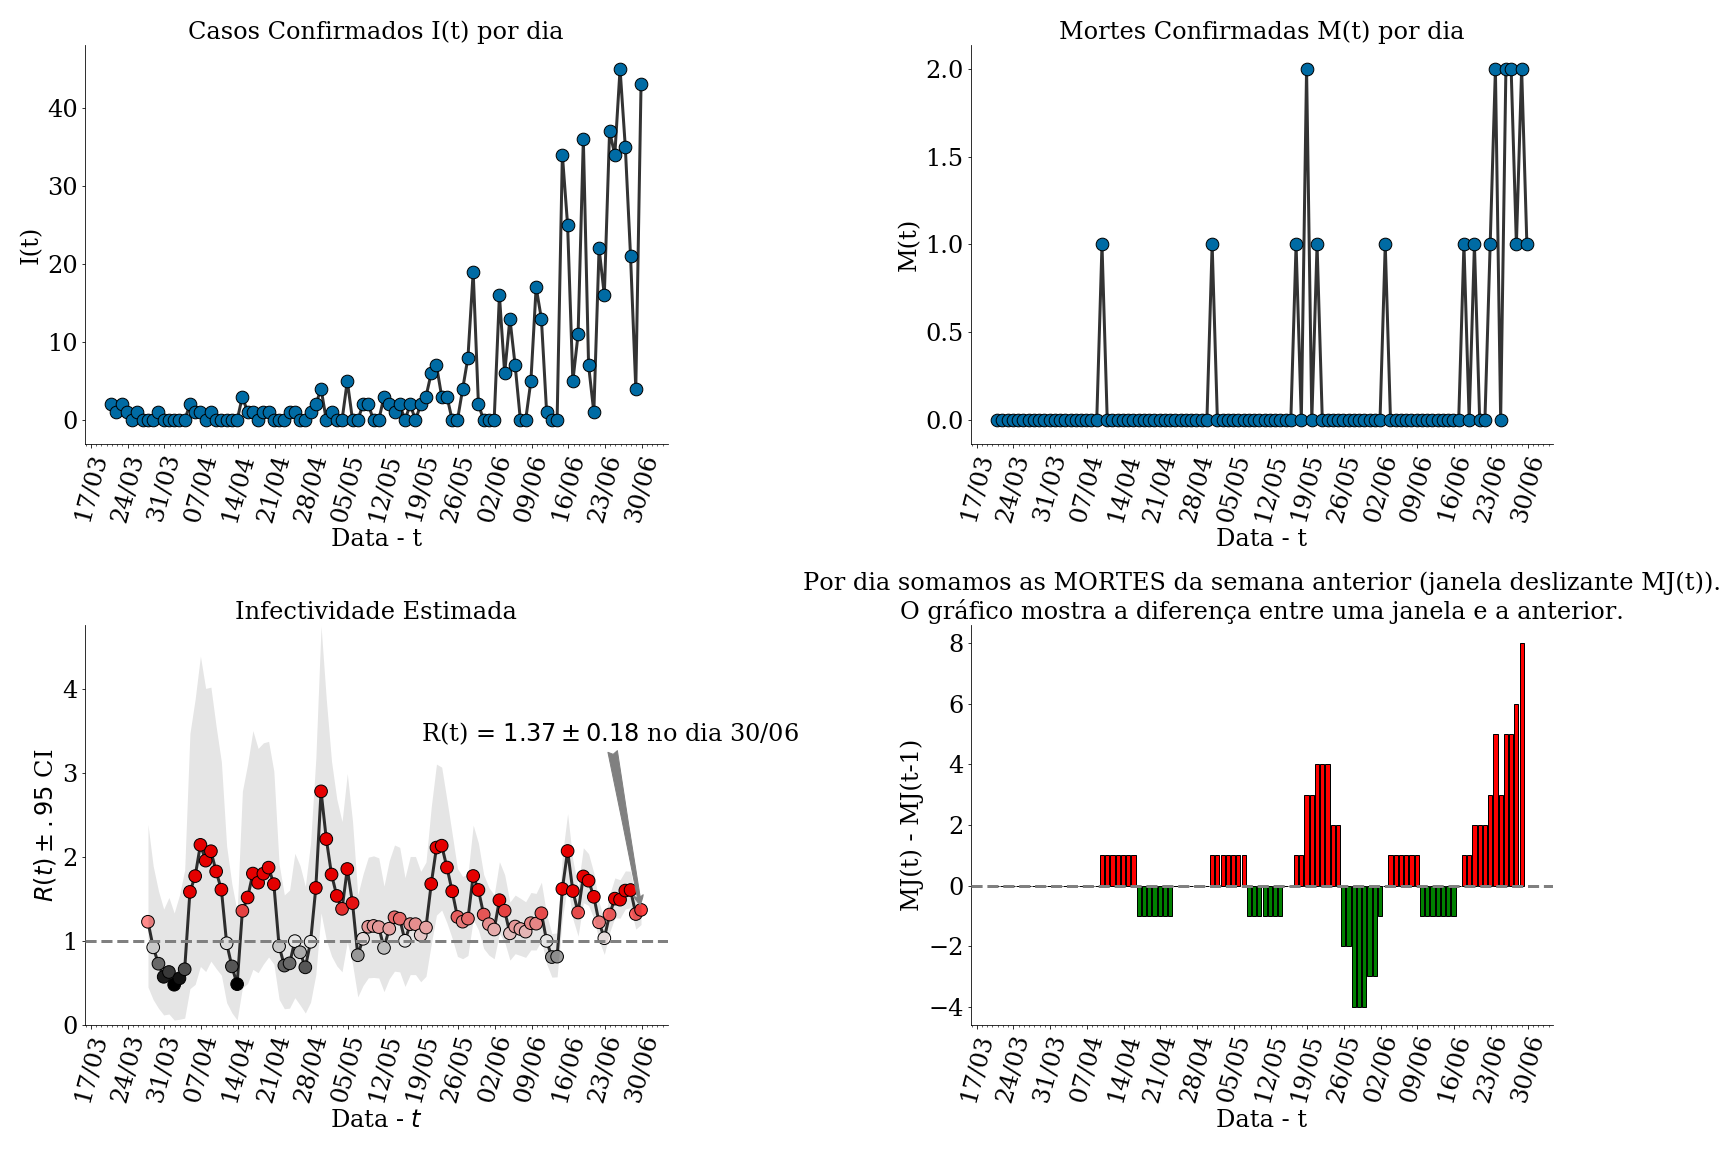 Casos Confirmados I(t) por dia
I(t)
40
30
20
10
0
17/03 24/03 31/03 07/04 14/04 21/04 28/04 05/05 12/05 19/05 26/05 02/06 09/06 16/06 23/06 30/06
Data - t
Mortes Confirmadas M(t) por dia
M(t)
2.0
1.5
1.0
0.5
0.0
17/03 24/03 31/03 07/04 14/04 21/04 28/04 05/05 12/05 19/05 26/05 02/06 09/06 16/06 23/06 30/06
Data - t
Infectividade Estimada
R(t) ± .95 CI
4
3
2
1
0
R(t) = 1.37 ± 0.18 no dia 30/06
17/03 24/03 31/03 07/04 14/04 21/04 28/04 05/05 12/05 19/05 26/05 02/06 09/06 16/06 23/06 30/06
Data - t
Por dia somamos as MORTES da semana anterior (janela deslizante MJ(t)).
O gráfico mostra a diferença entre uma janela e a anterior.
MJ(t) - MJ(t-1)
8
6
4
2
0
−2
−4
17/03 24/03 31/03 07/04 14/04 21/04 28/04 05/05 12/05 19/05 26/05 02/06 09/06 16/06 23/06 30/06
Data - t